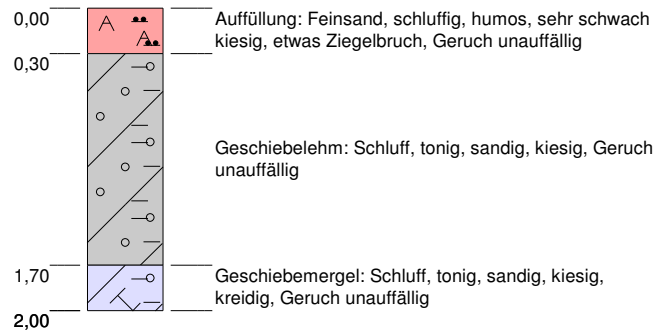 0,00
Auffüllung: Feinsand, schluffig, humos, sehr schwach
kiesig, etwas Ziegelbruch, Geruch unauffällig
A
A
0,30
Geschiebelehm: Schluff, tonig, sandig, kiesig, Geruch
unauffällig
1,70
Geschiebemergel: Schluff, tonig, sandig, kiesig,
kreidig, Geruch unauffällig
2,00